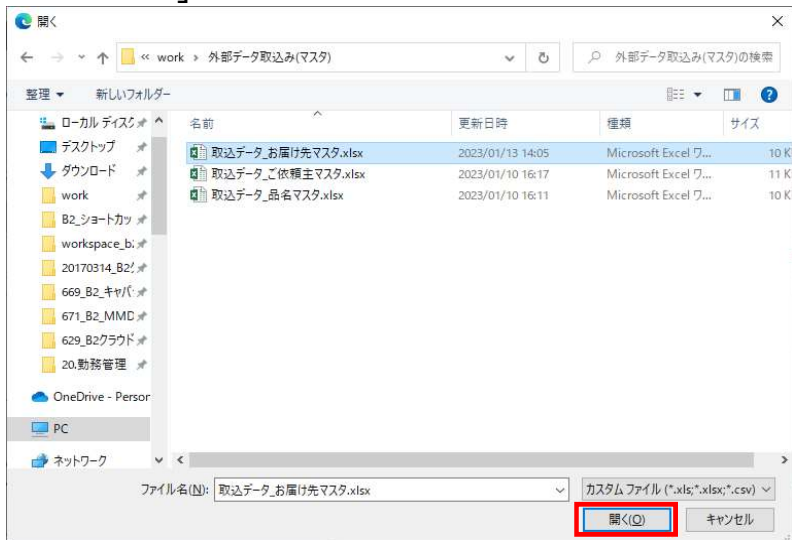 開く
« work › 外部データ取込み(マスタ)
外部データ取込み(マスタ)の検索
整理
新しいフォルダー
名前
更新日時
種類
サイズ
ローカル ディスク
デスクトップ
ダウンロード
work
B2_ショートカッ
workspace_b
20170314_B2
669_B2_キャパ
671_B2_MMD
629_B2クラウド
20.勤務管理
OneDrive - Person
PC
ネットワーク
取込データ_お届け先マスタ.xlsx 2023/01/13 14:05 Microsoft Excel ワ... 10 K
取込データ_ご依頼主マスタ.xlsx 2023/01/10 16:17 Microsoft Excel ワ... 11 K
取込データ_品名マスタ.xlsx 2023/01/10 16:11 Microsoft Excel ワ... 10 K
ファイル名(N): 取込データ_お届け先マスタ.xlsx
カスタム ファイル (*.xls;*.xlsx;*.csv)
開く(O)
キャンセル